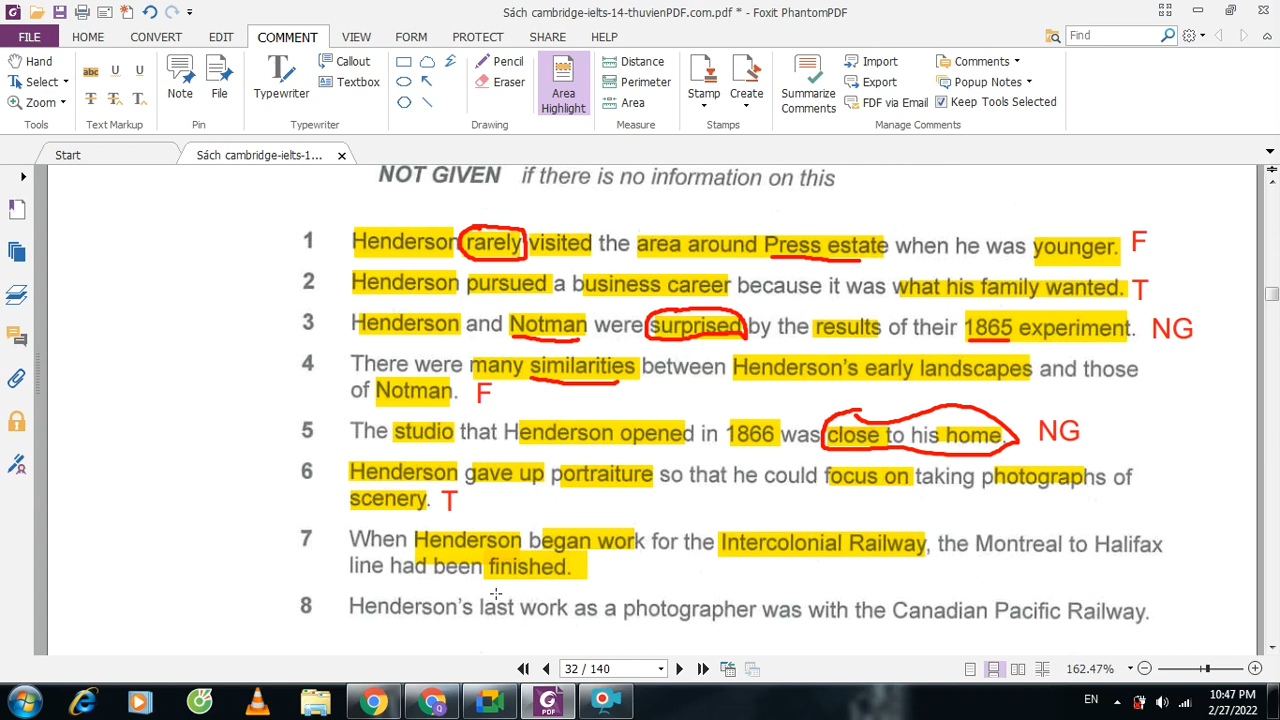 Sách cambridge-ielts-14-thuvienPDF.com.pdf * - Foxit PhantomPDF
FILE HOME CONVERT EDIT COMMENT VIEW FORM PROTECT SHARE HELP Find
Hand Select Zoom Tools
abc U U T T T Text Markup
Note File Pin
Typewriter Callout Textbox Typewriter
Pencil Eraser Area Highlight Drawing
Distance Perimeter Area Measure
Stamp Create Stamps
Summarize Comments Import Export FDF via Email Comments Popup Notes Keep Tools Selected Manage Comments
Start Sách cambridge-ielts-1...
NOT GIVEN if there is no information on this
1 Henderson rarely visited the area around Press estate when he was younger. F
2 Henderson pursued a business career because it was what his family wanted. T
3 Henderson and Notman were surprised by the results of their 1865 experiment. NG
4 There were many similarities between Henderson's early landscapes and those
of Notman. F
5 The studio that Henderson opened in 1866 was close to his home. NG
6 Henderson gave up portraiture so that he could focus on taking photographs of
scenery. T
7 When Henderson began work for the Intercolonial Railway, the Montreal to Halifax
line had been finished.
8 Henderson's last work as a photographer was with the Canadian Pacific Railway.
32 / 140 162.47%
EN 10:47 PM
2/27/2022